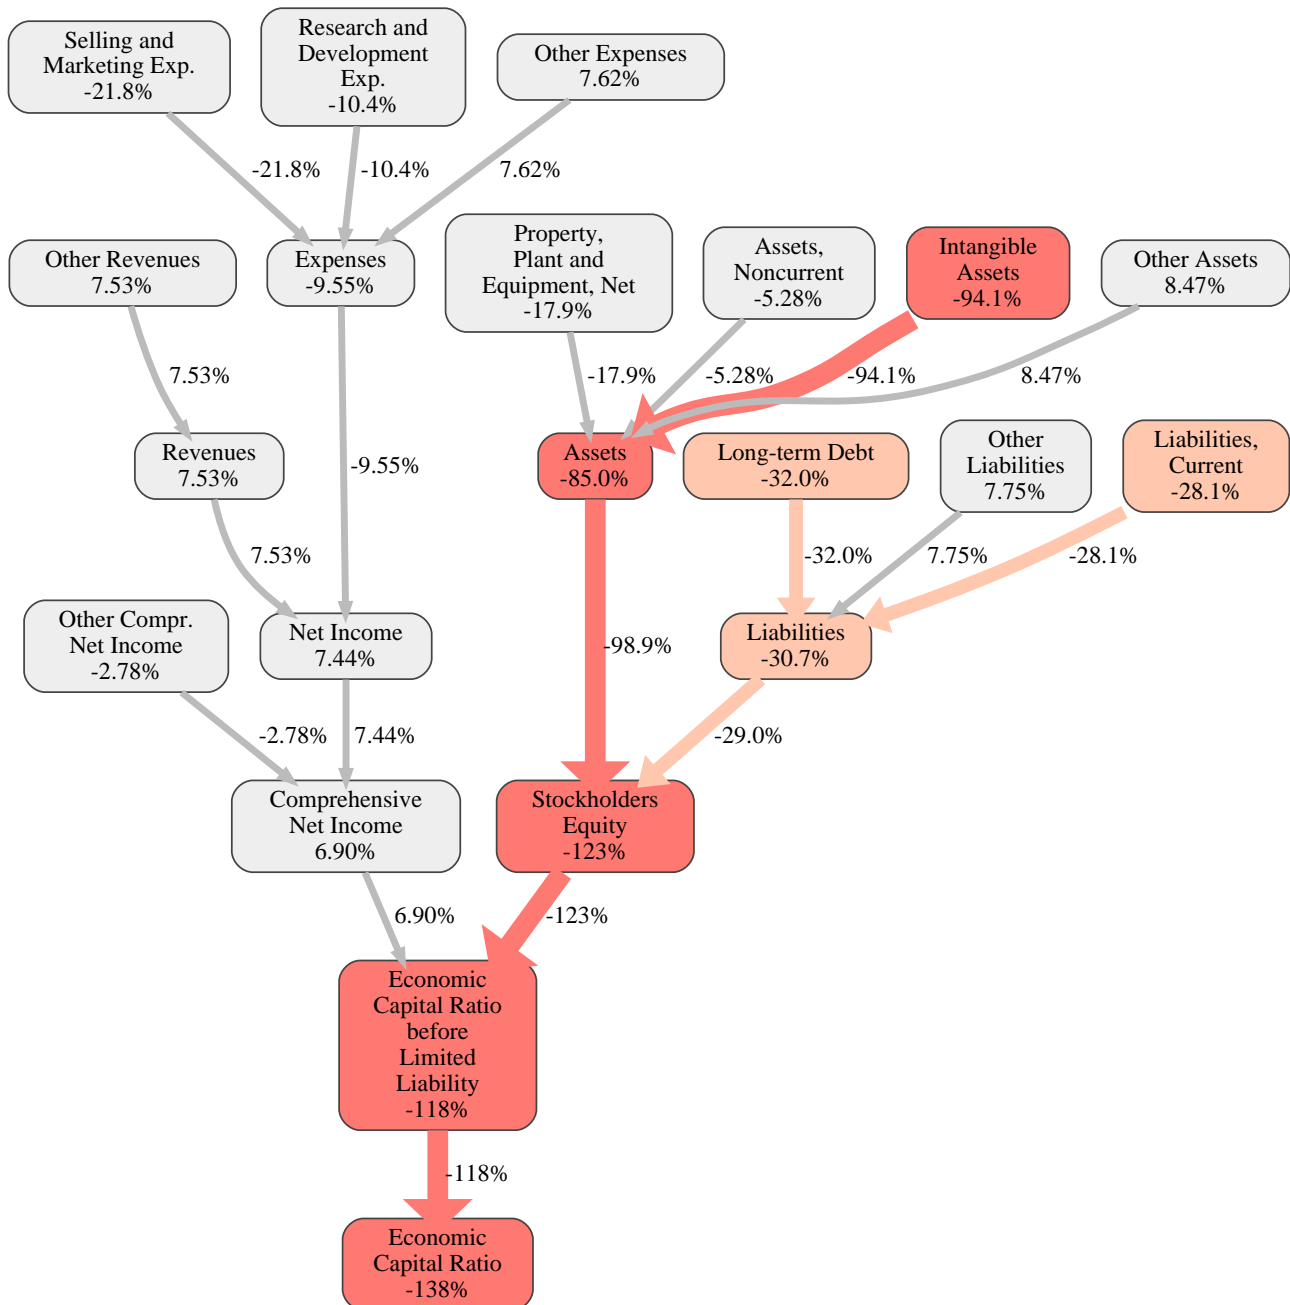 Selling and
Marketing Exp.
-21.8%
Research and
Development
Exp.
-10.4%
Other Expenses
7.62%
-21.8%
-10.4%
7.62%
Other Revenues
7.53%
Expenses
-9.55%
Property,
Plant and
Equipment, Net
-17.9%
Assets,
Noncurrent
-5.28%
Intangible
Assets
-94.1%
Other Assets
8.47%
7.53%
-9.55%
-17.9%
-5.28%
-94.1%
8.47%
Revenues
7.53%
Assets
-85.0%
Long-term Debt
-32.0%
Other
Liabilities
7.75%
Liabilities,
Current
-28.1%
7.53%
-32.0%
7.75%
-28.1%
Other Compr.
Net Income
-2.78%
Net Income
7.44%
-98.9%
Liabilities
-30.7%
-2.78%
7.44%
-29.0%
Comprehensive
Net Income
6.90%
Stockholders
Equity
-123%
6.90%
-123%
Economic
Capital Ratio
before
Limited
Liability
-118%
-118%
Economic
Capital Ratio
-138%